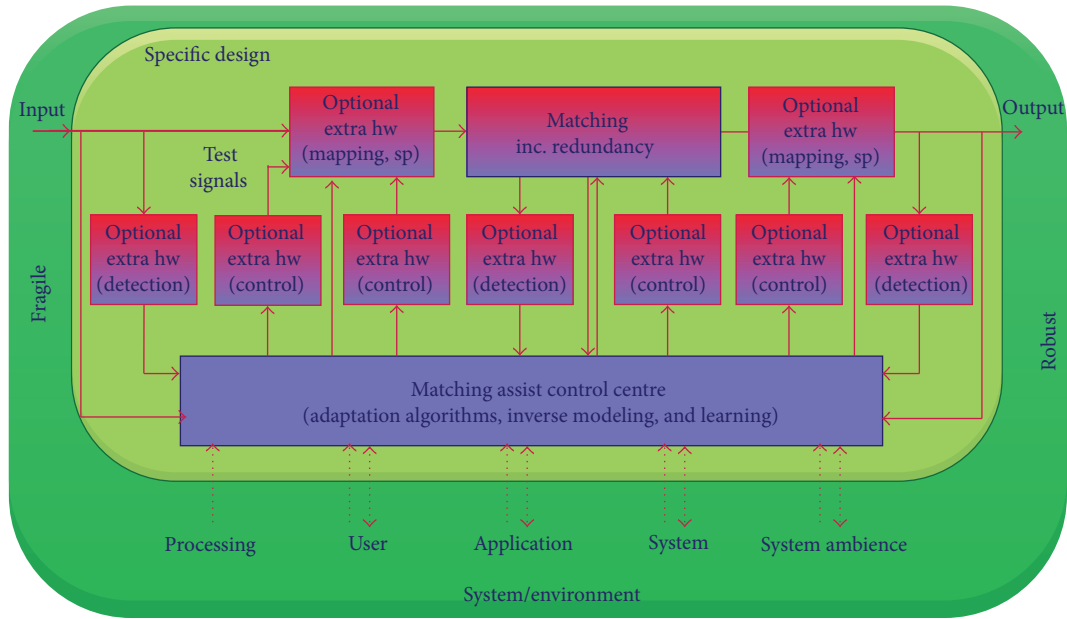 Specific design
Input
Output
Optional
extra hw
(mapping, sp)
Matching
inc. redundancy
Optional
extra hw
(mapping, sp)
Test
signals
Optional
extra hw
(detection)
Optional
extra hw
(control)
Optional
extra hw
(control)
Optional
extra hw
(detection)
Optional
extra hw
(control)
Optional
extra hw
(control)
Optional
extra hw
(detection)
Fragile
Robust
Matching assist control centre
(adaptation algorithms, inverse modeling, and learning)
Processing
User
Application
System
System ambience
System/environment